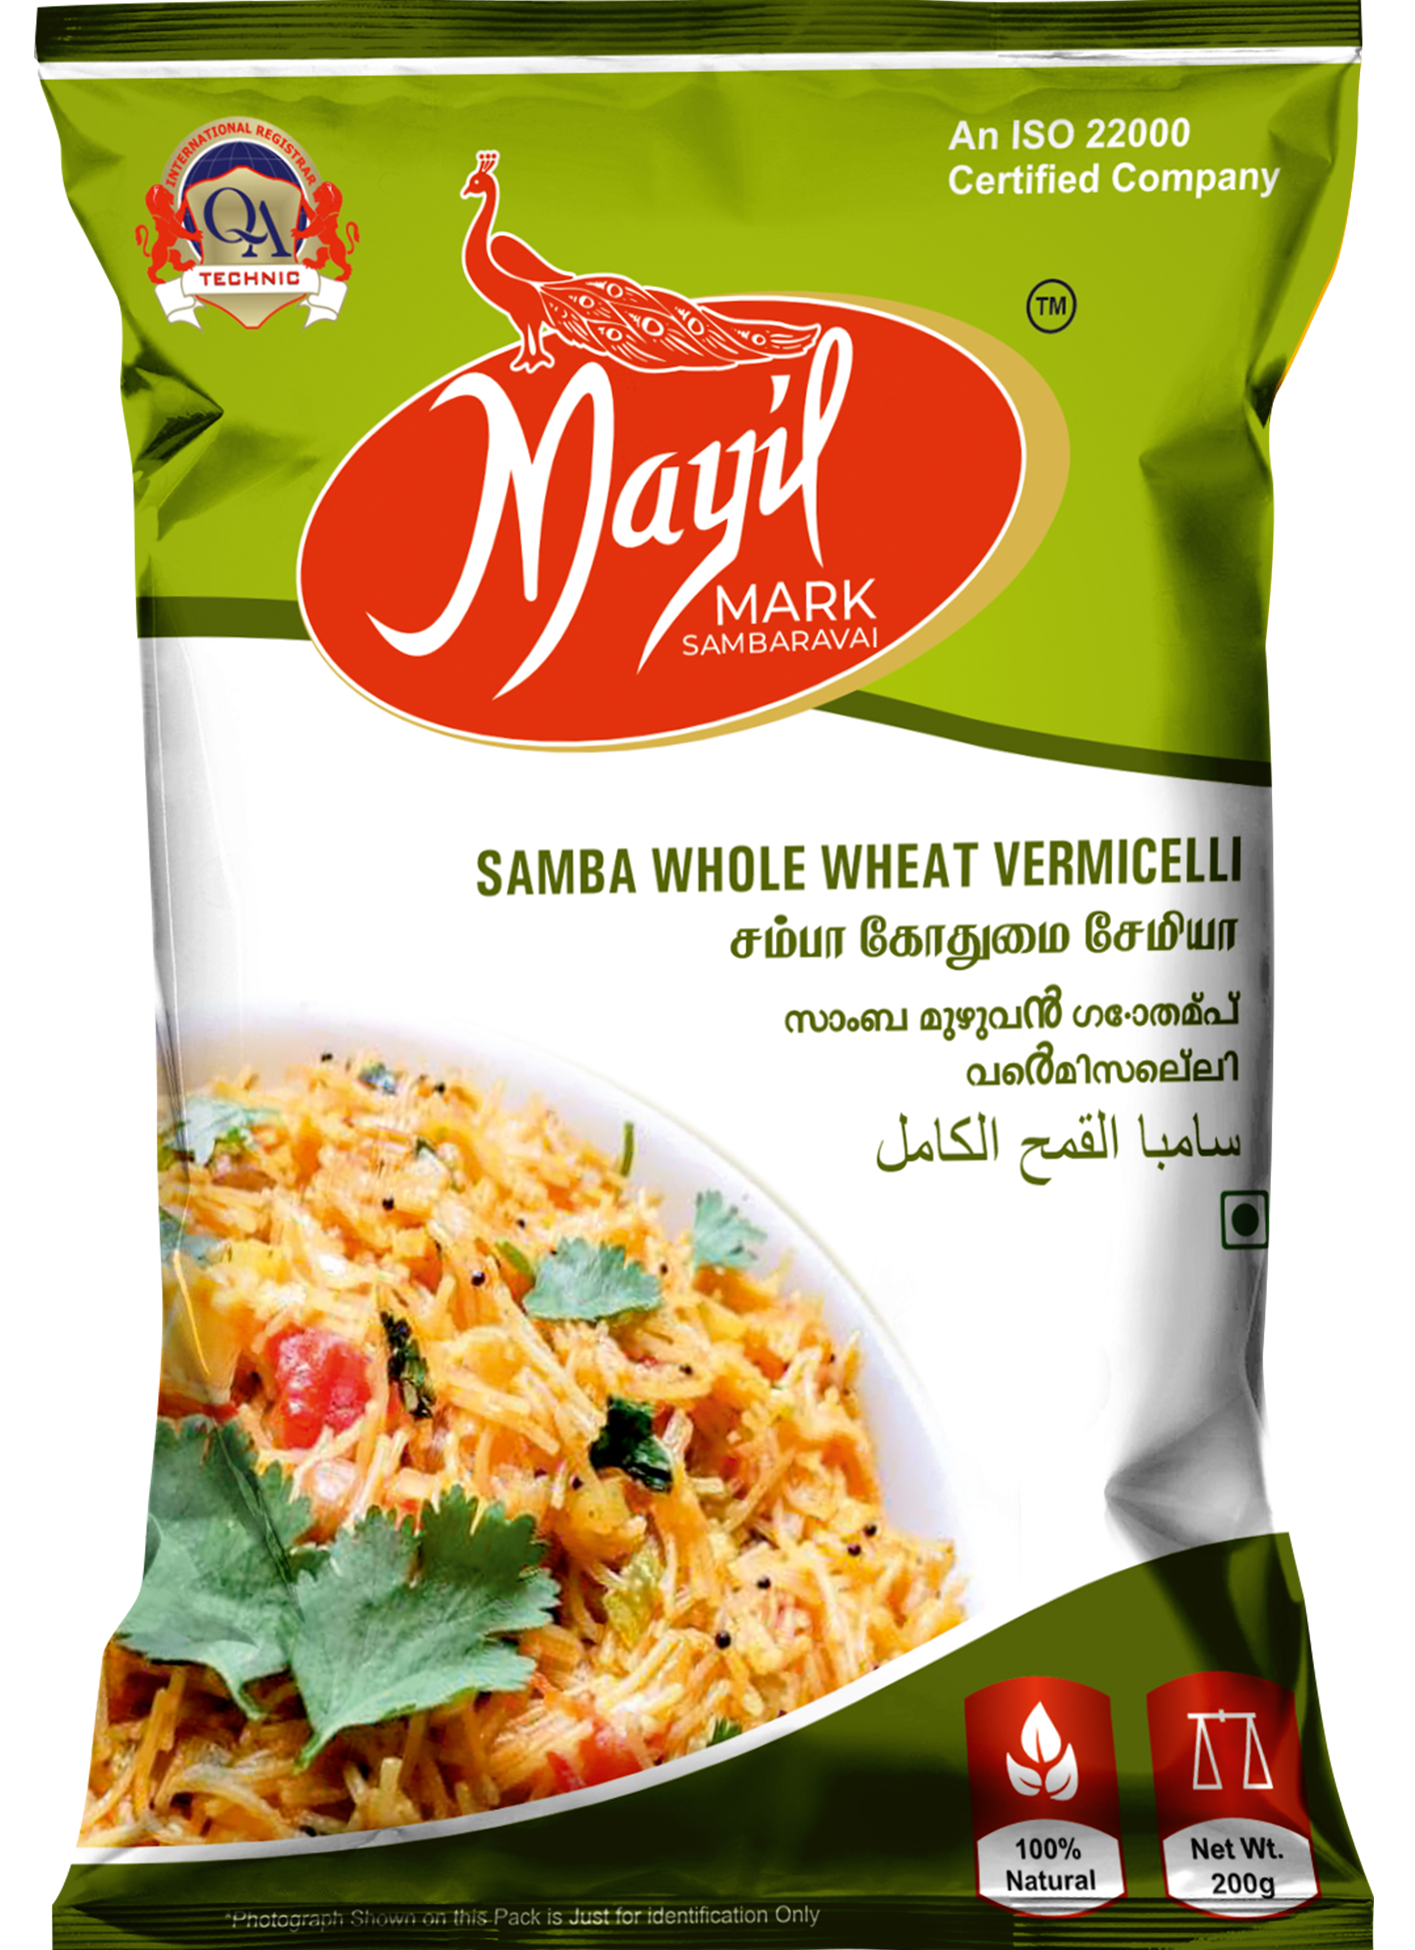 INTERNATIONAL REGISTRAR
QA
TECHNIC
An ISO 22000
Certified Company
TM
Mayil
MARK
SAMBARAVAI
SAMBA WHOLE WHEAT VERMICELLI
சம்பா கோதுமை சேமியா
സാംബ മുഴുവൻ ഗോതമ്പ്
വെർമിസെല്ലി
سامبا القمح الكامل
100%
Natural
Net Wt.
200g
*Photograph Shown on this Pack is Just for identification Only